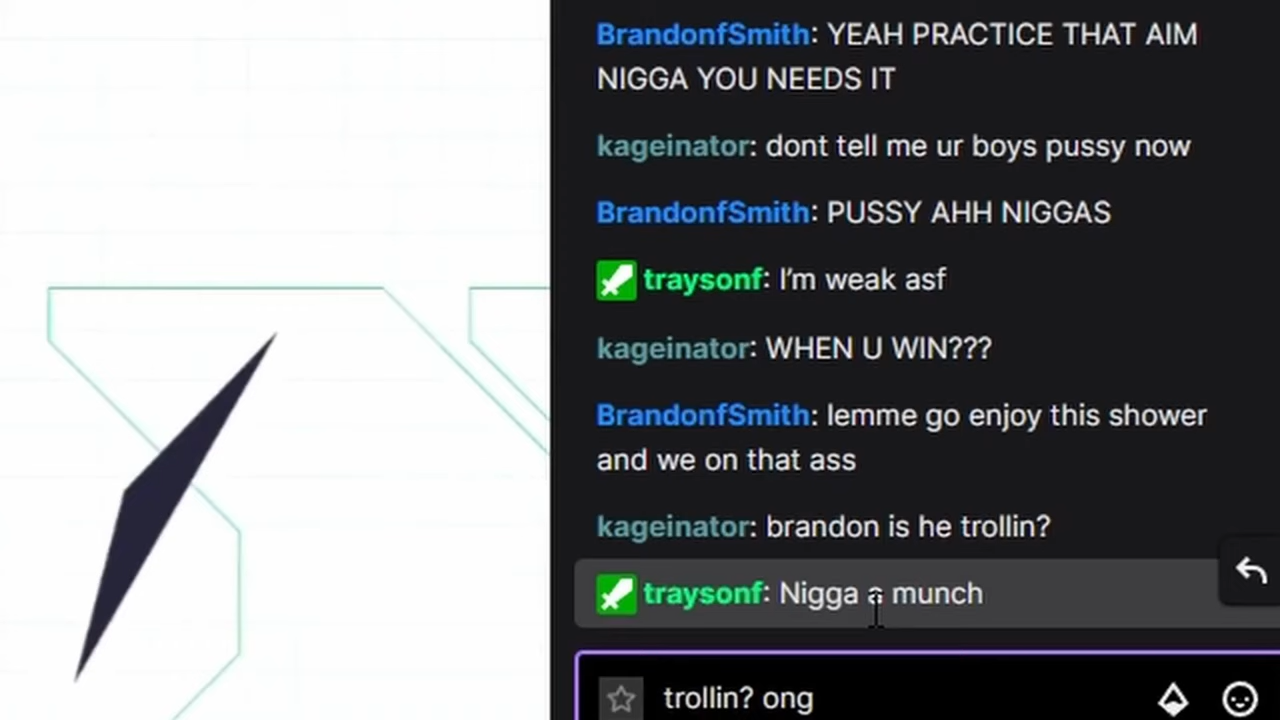 BrandonfSmith: YEAH PRACTICE THAT AIM
NIGGA YOU NEEDS IT
kageinator: dont tell me ur boys pussy now
BrandonfSmith: PUSSY AHH NIGGAS
traysonf: I'm weak asf
kageinator: WHEN U WIN???
BrandonfSmith: lemme go enjoy this shower
and we on that ass
kageinator: brandon is he trollin?
traysonf: Nigga a munch
trollin? ong